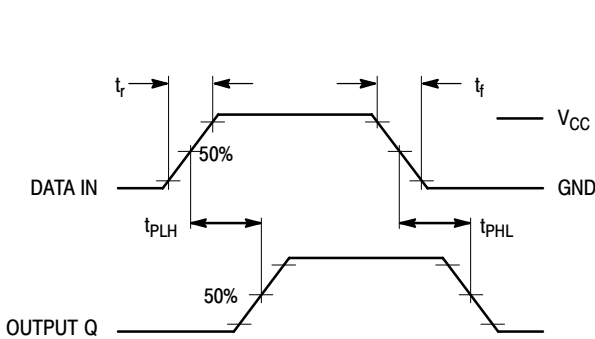 tr
tf
VCC
50%
DATA IN
GND
tPLH
tPHL
50%
OUTPUT Q